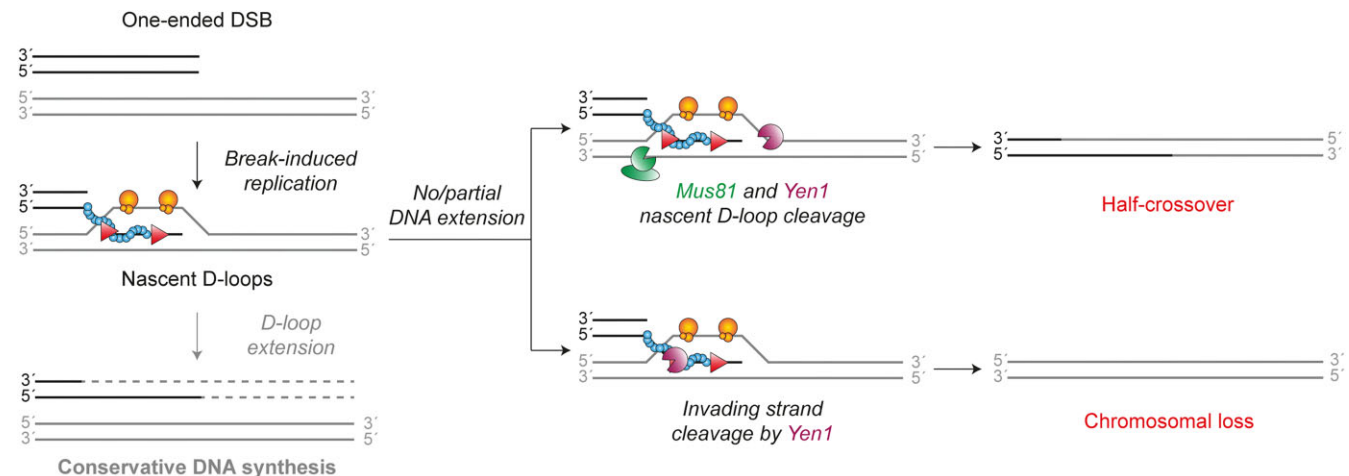 One-ended DSB
3´
5´
5´ 3´
3´ 5´
Break-induced
replication
3´
5´
5´ 3´
3´ 5´
Nascent D-loops
D-loop
extension
3´
5´
5´ 3´
3´ 5´
Conservative DNA synthesis
No/partial
DNA extension
3´
5´
5´ 3´
3´ 5´
Mus81 and Yen1
nascent D-loop cleavage
3´ 5´
5´ 3´
Half-crossover
3´
5´
5´ 3´
3´ 5´
Invading strand
cleavage by Yen1
5´ 3´
3´ 5´
Chromosomal loss